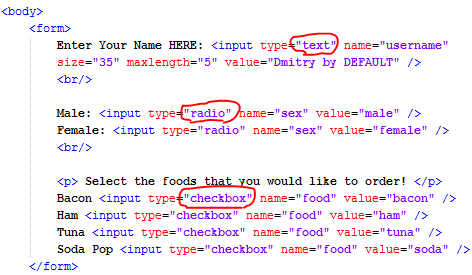 <body>
<form>
Enter Your Name HERE: <input type="text" name="username"
size="35" maxlength="5" value="Dmitry by DEFAULT" />
<br/>
Male: <input type="radio" name="sex" value="male" />
Female: <input type="radio" name="sex" value="female" />
<br/>
<p> Select the foods that you would like to order! </p>
Bacon <input type="checkbox" name="food" value="bacon" />
Ham <input type="checkbox" name="food" value="ham" />
Tuna <input type="checkbox" name="food" value="tuna" />
Soda Pop <input type="checkbox" name="food" value="soda" />
</form>